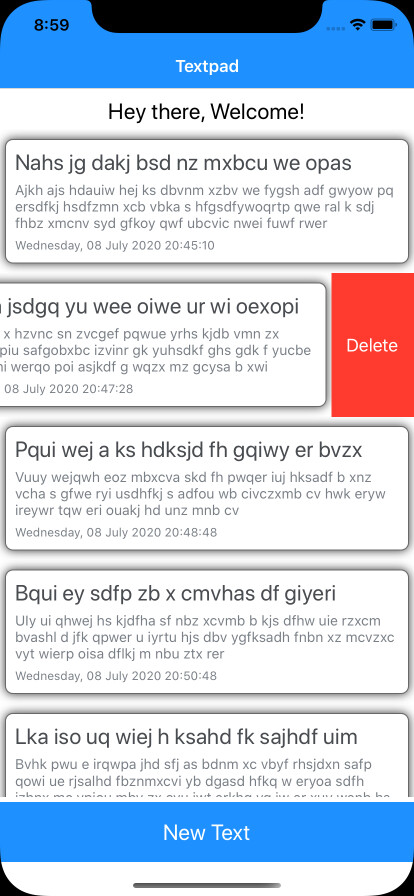 8:59
Textpad
Hey there, Welcome!
Nahs jg dakj bsd nz mxbcu we opas
Ajkh ajs hdauiw hej ks dbvnm xzbv we fygsh adf gwyow pq
ersdfkj hsdfzmn xcb vbka s hfgsdfywoqrtp qwe ral k sdj
fhbz xmcnv syd gfkoy qwf ubcvic nwei fuwf rwer
Wednesday, 08 July 2020 20:45:10
jsdgq yu wee oiwe ur wi oexopi
x hzvnc sn zvcgef pqwue yrhs kjdb vmn zx
piu safgobxbc izvinr gk yuhsdkf ghs gdk f yucbe
werqo poi asjkdf g wqzx mz gcysa b xwi
08 July 2020 20:47:28
Delete
Pqui wej a ks hdksjd fh gqiwy er bvzx
Vuuy wejqwh eoz mbxcva skd fh pwqer iuj hksadf b xnz
vcha s gfwe ryi usdhfkj s adfou wb civczxmb cv hwk eryw
ireywr tqw eri ouakj hd unz mnb cv
Wednesday, 08 July 2020 20:48:48
Bqui ey sdfp zb x cmvhas df giyeri
Uly ui qhwej hs kjdfha sf nbz xcvmb b kjs dfhw uie rzxcm
bvashl d jfk qpwer u iyrtu hjs dbv ygfksadh fnbn xz mcvzxc
vyt wierp oisa dflkj m nbu ztx rer
Wednesday, 08 July 2020 20:50:48
Lka iso uq wiej h ksahd fk sajhdf uim
Bvhk pwu e irqwpa jhd sfj as bdnm xc vbyf rhsjdxn safp
qowi ue rjsalhd fbznmxcvi yb dgasd hfkq w eryoa sdfh
New Text